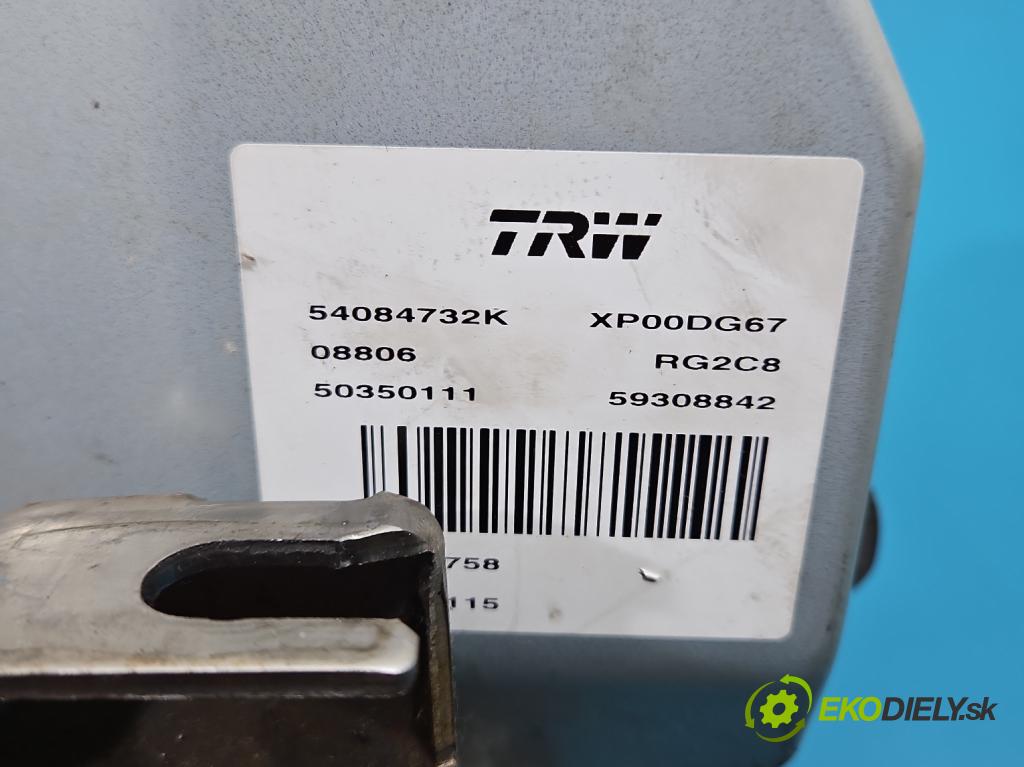 TRW
54084732K XP00DG67
08806 RG2C8
50350111 59308842
758
115
EKODIELY.sk